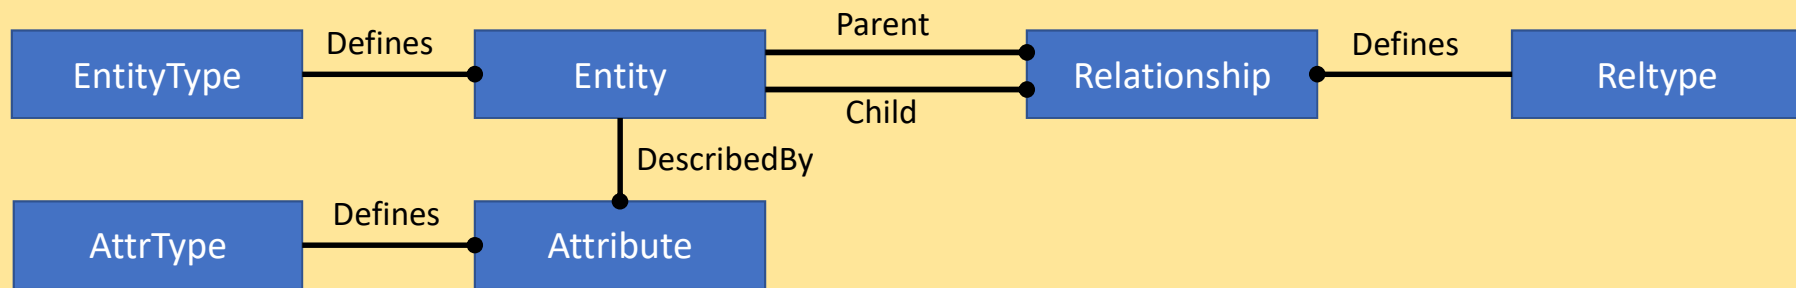 EntityType
Defines
Entity
Parent
Child
Relationship
Defines
Reltype
DescribedBy
AttrType
Defines
Attribute